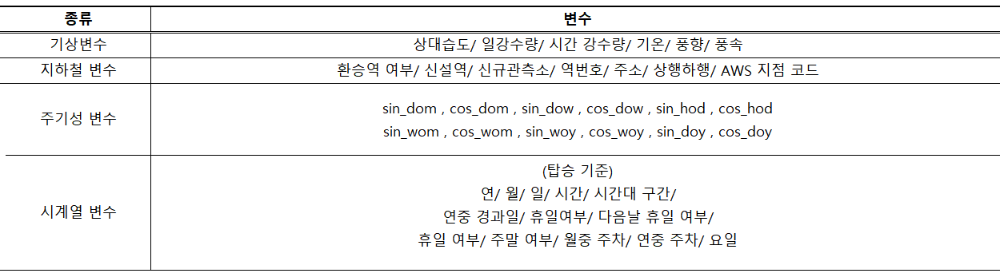 종류 변수
기상변수 상대습도/ 일강수량/ 시간 강수량/ 기온/ 풍향/ 풍속
지하철 변수 환승역 여부/ 신설역/ 신규관측소/ 역번호/ 주소/ 상행하행/ AWS 지점 코드
주기성 변수
sin_dom , cos_dom , sin_dow , cos_dow , sin_hod , cos_hod
sin_wom , cos_wom , sin_woy , cos_woy , sin_doy , cos_doy
시계열 변수
(탑승 기준)
연/ 월/ 일/ 시간/ 시간대 구간/
연중 경과일/ 휴일여부/ 다음날 휴일 여부/
휴일 여부/ 주말 여부/ 월중 주차/ 연중 주차/ 요일